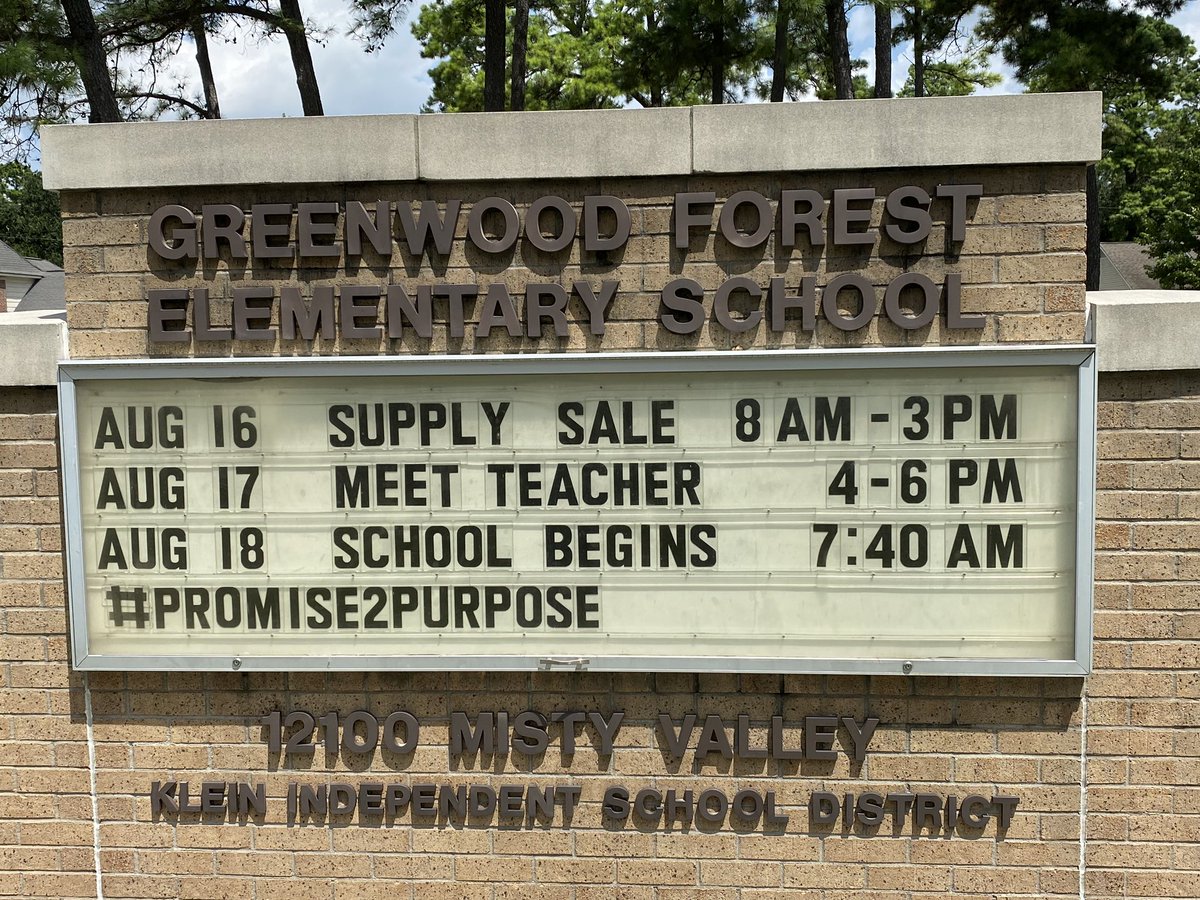 GREENWOOD FOREST
ELEMENTARY SCHOOL
AUG 16 SUPPLY SALE 8 AM - 3 PM
AUG 17 MEET TEACHER 4 - 6 PM
AUG 18 SCHOOL BEGINS 7:40 AM
#PROMISE2PURPOSE
12100 MISTY VALLEY
KLEIN INDEPENDENT SCHOOL DISTRICT